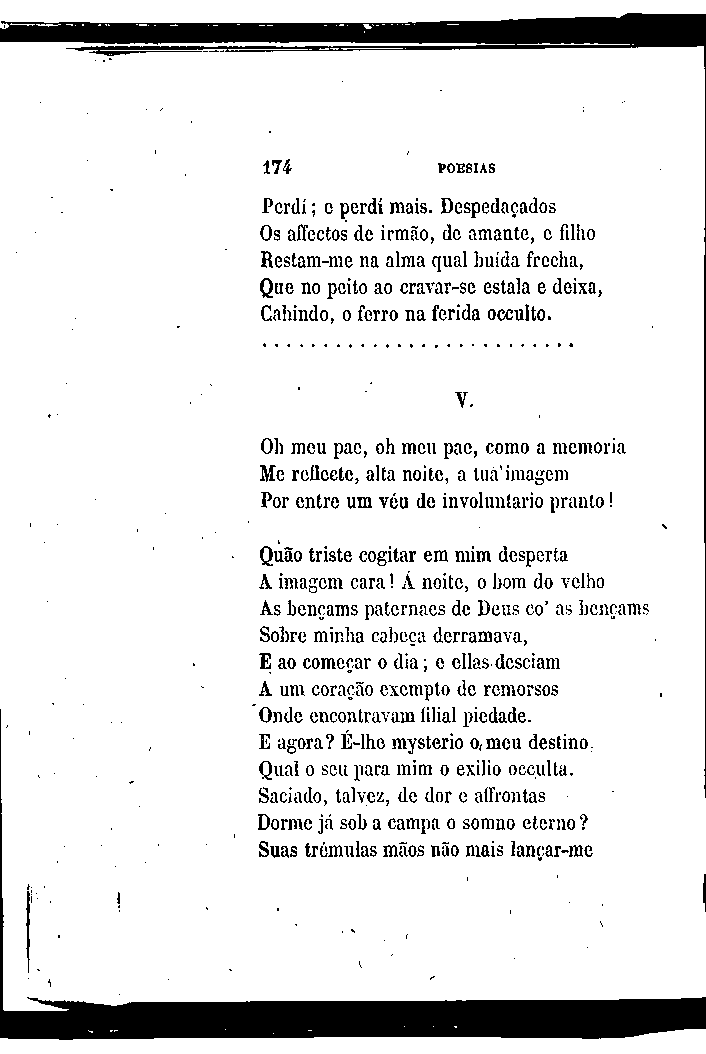 174 POESIAS
Perdí; e perdí mais. Despedaçados
Os affectos de irmão, de amante, e filho
Restam-me na alma qual buída frecha,
Que no peito ao cravar-se estala e deixa,
Cahindo, o ferro na ferida occulto.
. . . . . . . . . . . . . . . . . . . . . . . . . .
V.
Oh meu pae, oh meu pae, como a memoria
Me reflecte, alta noite, a tua imagem
Por entre um véu de involuntario pranto!
Quão triste cogitar em mim desperta
A imagem cara! Á noite, o bom do velho
As bençams paternaes de Deus co' as bençams
Sobre minha cabeça derramava,
E ao começar o dia; e ellas desciam
A um coração exempto de remorsos
Onde encontravam filial piedade.
E agora? É-lhe mysterio o meu destino,
Qual o seu para mim o exilio occulta.
Saciado, talvez, de dor e affrontas
Dorme já sob a campa o somno eterno?
Suas trémulas mãos não mais lançar-me